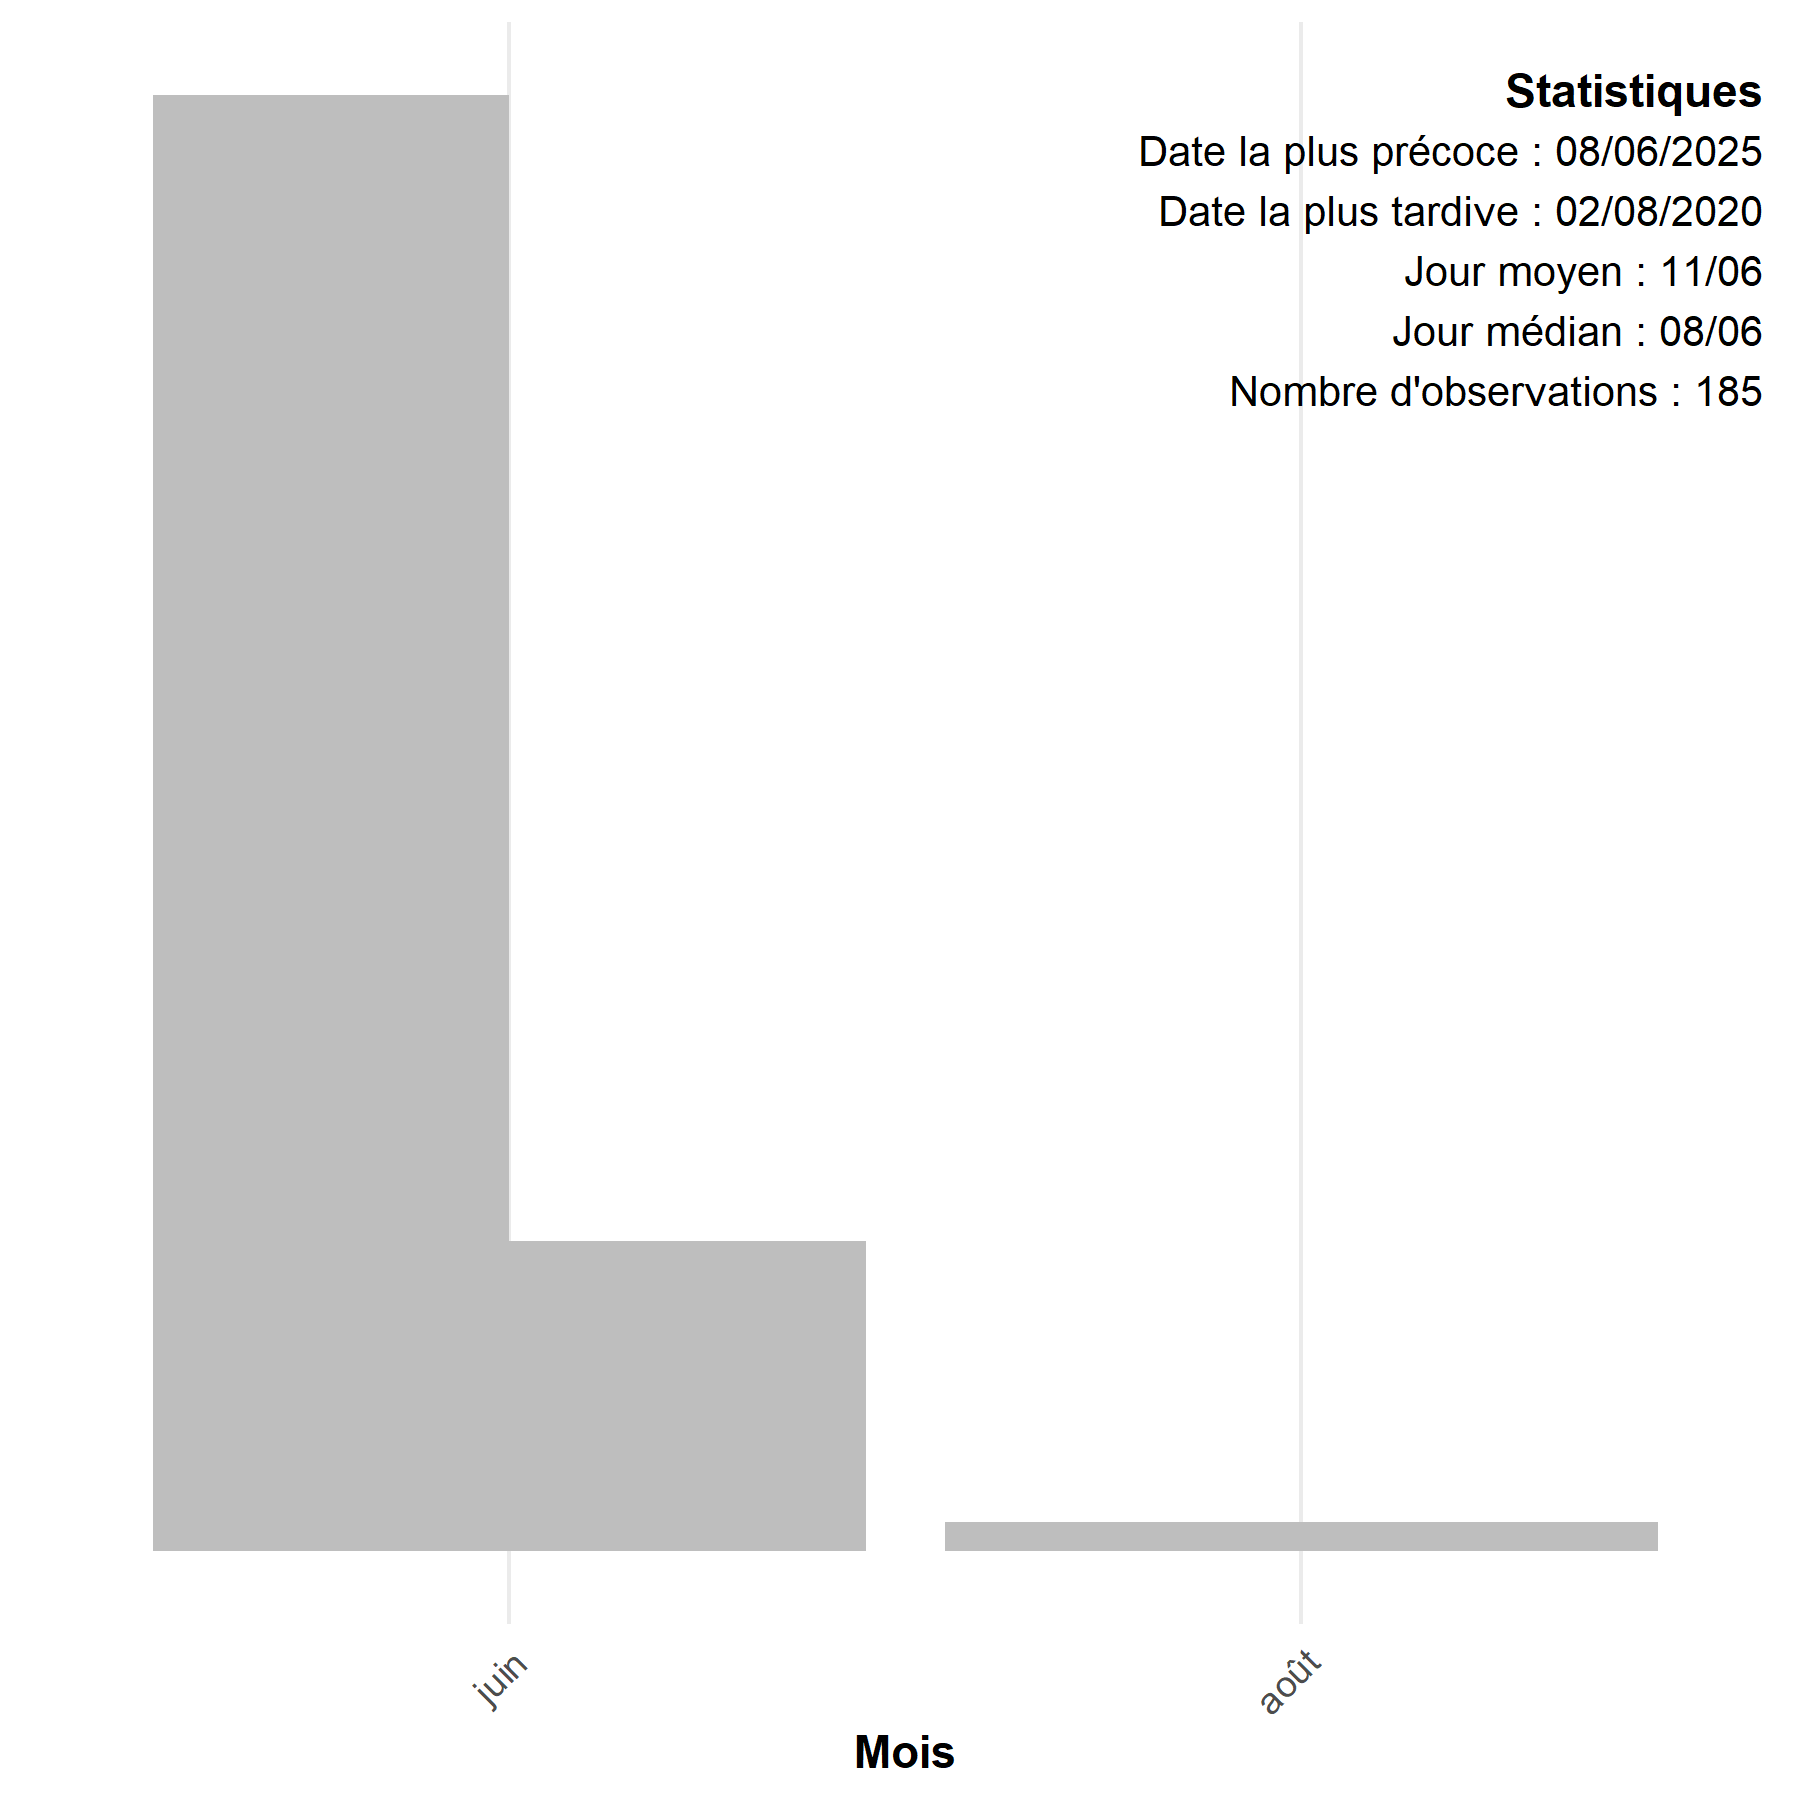 Statistiques
Date la plus précoce : 08/06/2025
Date la plus tardive : 02/08/2020
Jour moyen : 11/06
Jour médian : 08/06
Nombre d'observations : 185
juin
août
Mois